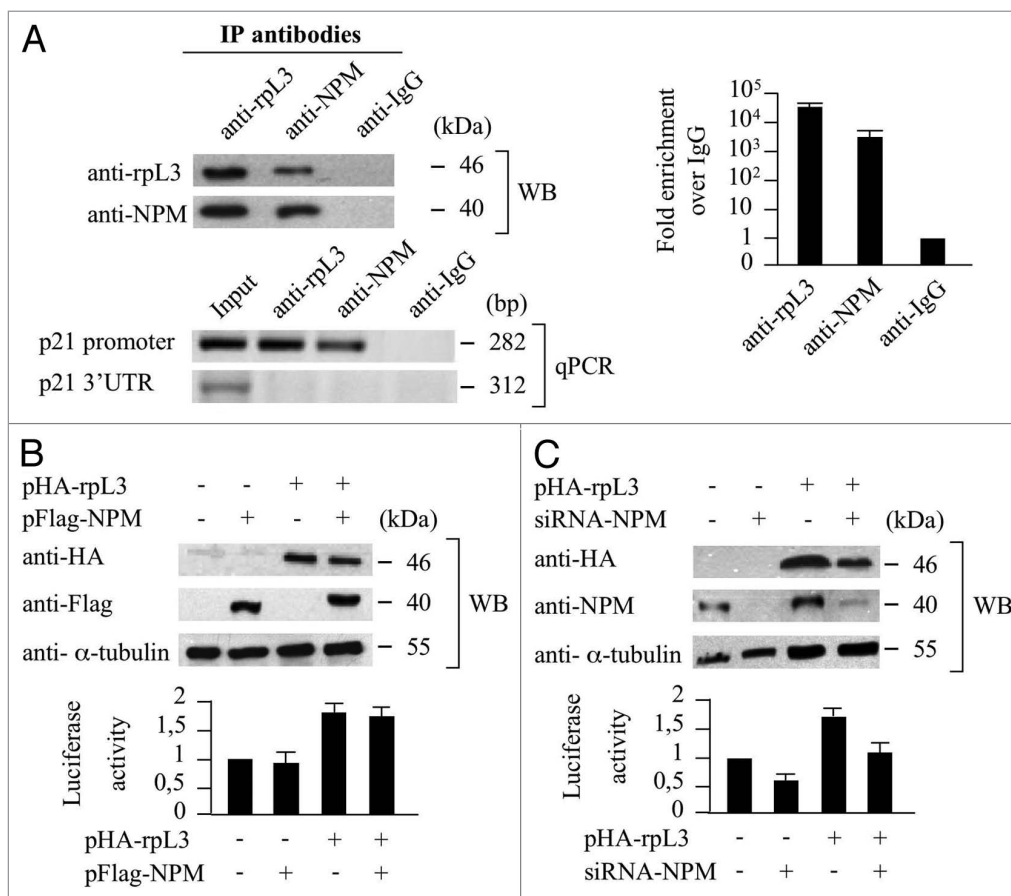 A
IP antibodies
anti-rpL3 anti-NPM anti-IgG
(kDa)
anti-rpL3 – 46
anti-NPM – 40
WB
Input anti-rpL3 anti-NPM anti-IgG
(bp)
p21 promoter – 282
p21 3'UTR – 312
qPCR
Fold enrichment
over IgG
10⁵
10⁴
10³
10²
10
1
0
anti-rpL3 anti-NPM anti-IgG
B
pHA-rpL3 - - + +
pFlag-NPM - + - + (kDa)
anti-HA – 46
anti-Flag – 40
anti- α-tubulin – 55
WB
Luciferase
activity
2
1,5
1
0,5
0
pHA-rpL3 - - + +
pFlag-NPM - + - +
C
pHA-rpL3 - - + +
siRNA-NPM - + - + (kDa)
anti-HA – 46
anti-NPM – 40
anti- α-tubulin – 55
WB
Luciferase
activity
2
1,5
1
0,5
0
pHA-rpL3 - - + +
siRNA-NPM - + - +